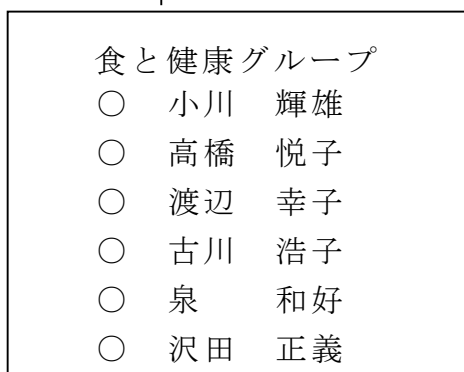 食と健康グループ
○　小川　輝雄
○　高橋　悦子
○　渡辺　幸子
○　古川　浩子
○　泉　　和好
○　沢田　正義